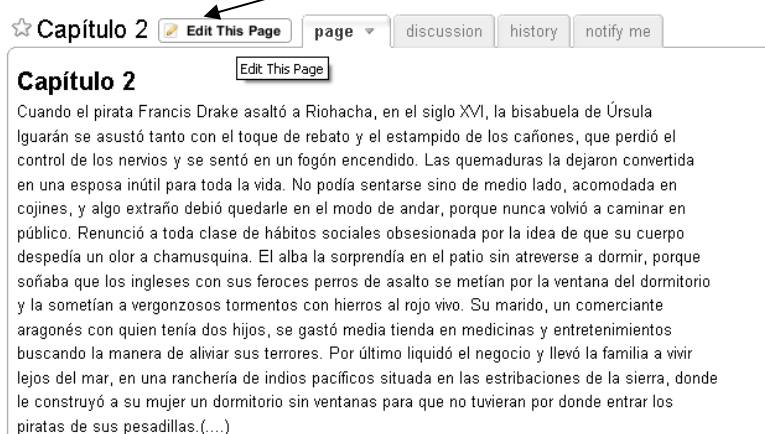 Capítulo 2 Edit This Page page discussion history notify me
Edit This Page
Capítulo 2
Cuando el pirata Francis Drake asaltó a Riohacha, en el siglo XVI, la bisabuela de Úrsula
Iguarán se asustó tanto con el toque de rebato y el estampido de los cañones, que perdió el
control de los nervios y se sentó en un fogón encendido. Las quemaduras la dejaron convertida
en una esposa inútil para toda la vida. No podía sentarse sino de medio lado, acomodada en
cojines, y algo extraño debió quedarle en el modo de andar, porque nunca volvió a caminar en
público. Renunció a toda clase de hábitos sociales obsesionada por la idea de que su cuerpo
despedía un olor a chamusquina. El alba la sorprendía en el patio sin atreverse a dormir, porque
soñaba que los ingleses con sus feroces perros de asalto se metían por la ventana del dormitorio
y la sometían a vergonzosos tormentos con hierros al rojo vivo. Su marido, un comerciante
aragonés con quien tenía dos hijos, se gastó media tienda en medicinas y entretenimientos
buscando la manera de aliviar sus terrores. Por último liquidó el negocio y llevó la familia a vivir
lejos del mar, en una ranchería de indios pacíficos situada en las estribaciones de la sierra, donde
le construyó a su mujer un dormitorio sin ventanas para que no tuvieran por donde entrar los
piratas de sus pesadillas.(....)